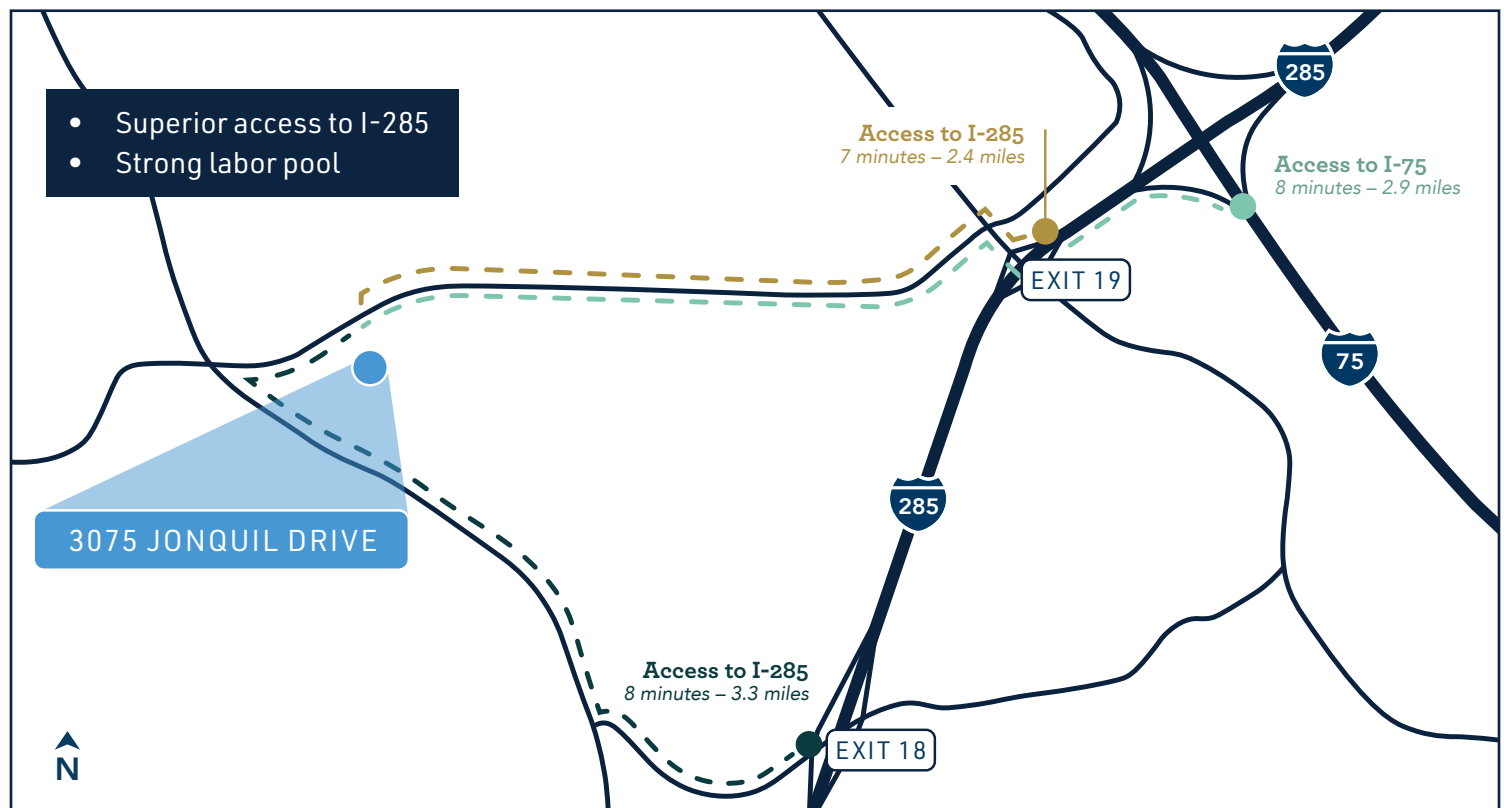 285
• Superior access to I-285
• Strong labor pool
Access to I-285
7 minutes – 2.4 miles
Access to I-75
8 minutes – 2.9 miles
EXIT 19
75
285
3075 JONQUIL DRIVE
Access to I-285
8 minutes – 3.3 miles
EXIT 18
N